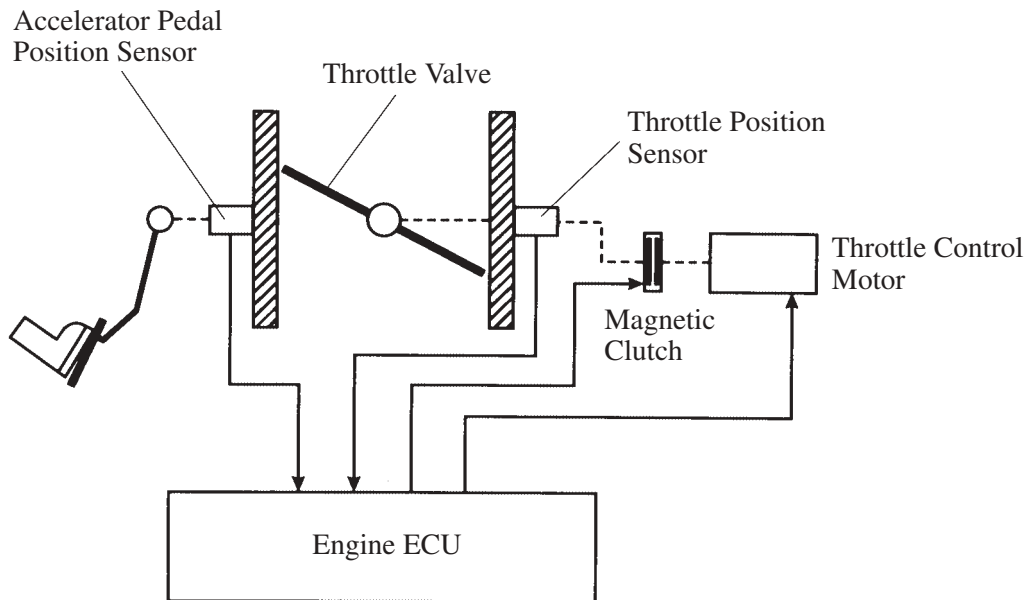 Accelerator Pedal
Position Sensor
Throttle Valve
Throttle Position
Sensor
Throttle Control
Motor
Magnetic
Clutch
Engine ECU